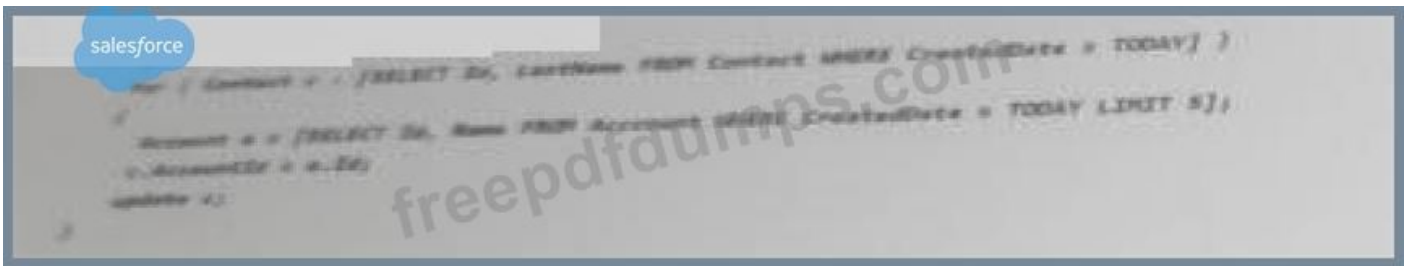 salesforce
for ( Contact c : [SELECT Id, LastName FROM Contact WHERE CreatedDate = TODAY] )
{
Account a = [SELECT Id, Name FROM Account WHERE CreatedDate = TODAY LIMIT 5];
c.AccountId = a.Id;
update c;
}
freepdfdumps.com